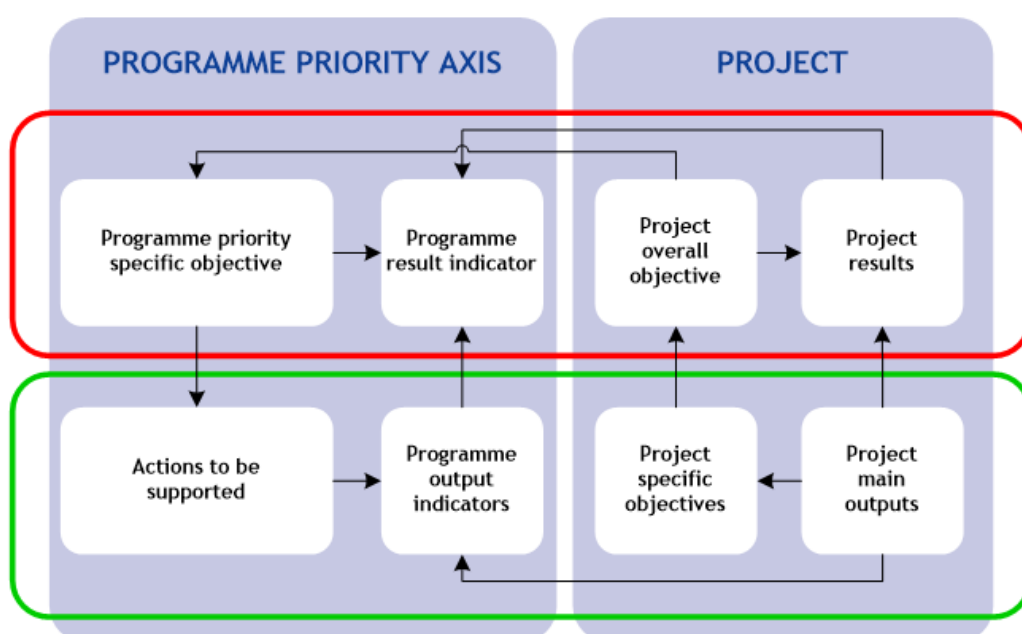 PROGRAMME PRIORITY AXIS
PROJECT
Programme priority
specific objective
Programme
result indicator
Project
overall
objective
Project
results
Actions to be
supported
Programme
output
indicators
Project
specific
objectives
Project
main
outputs